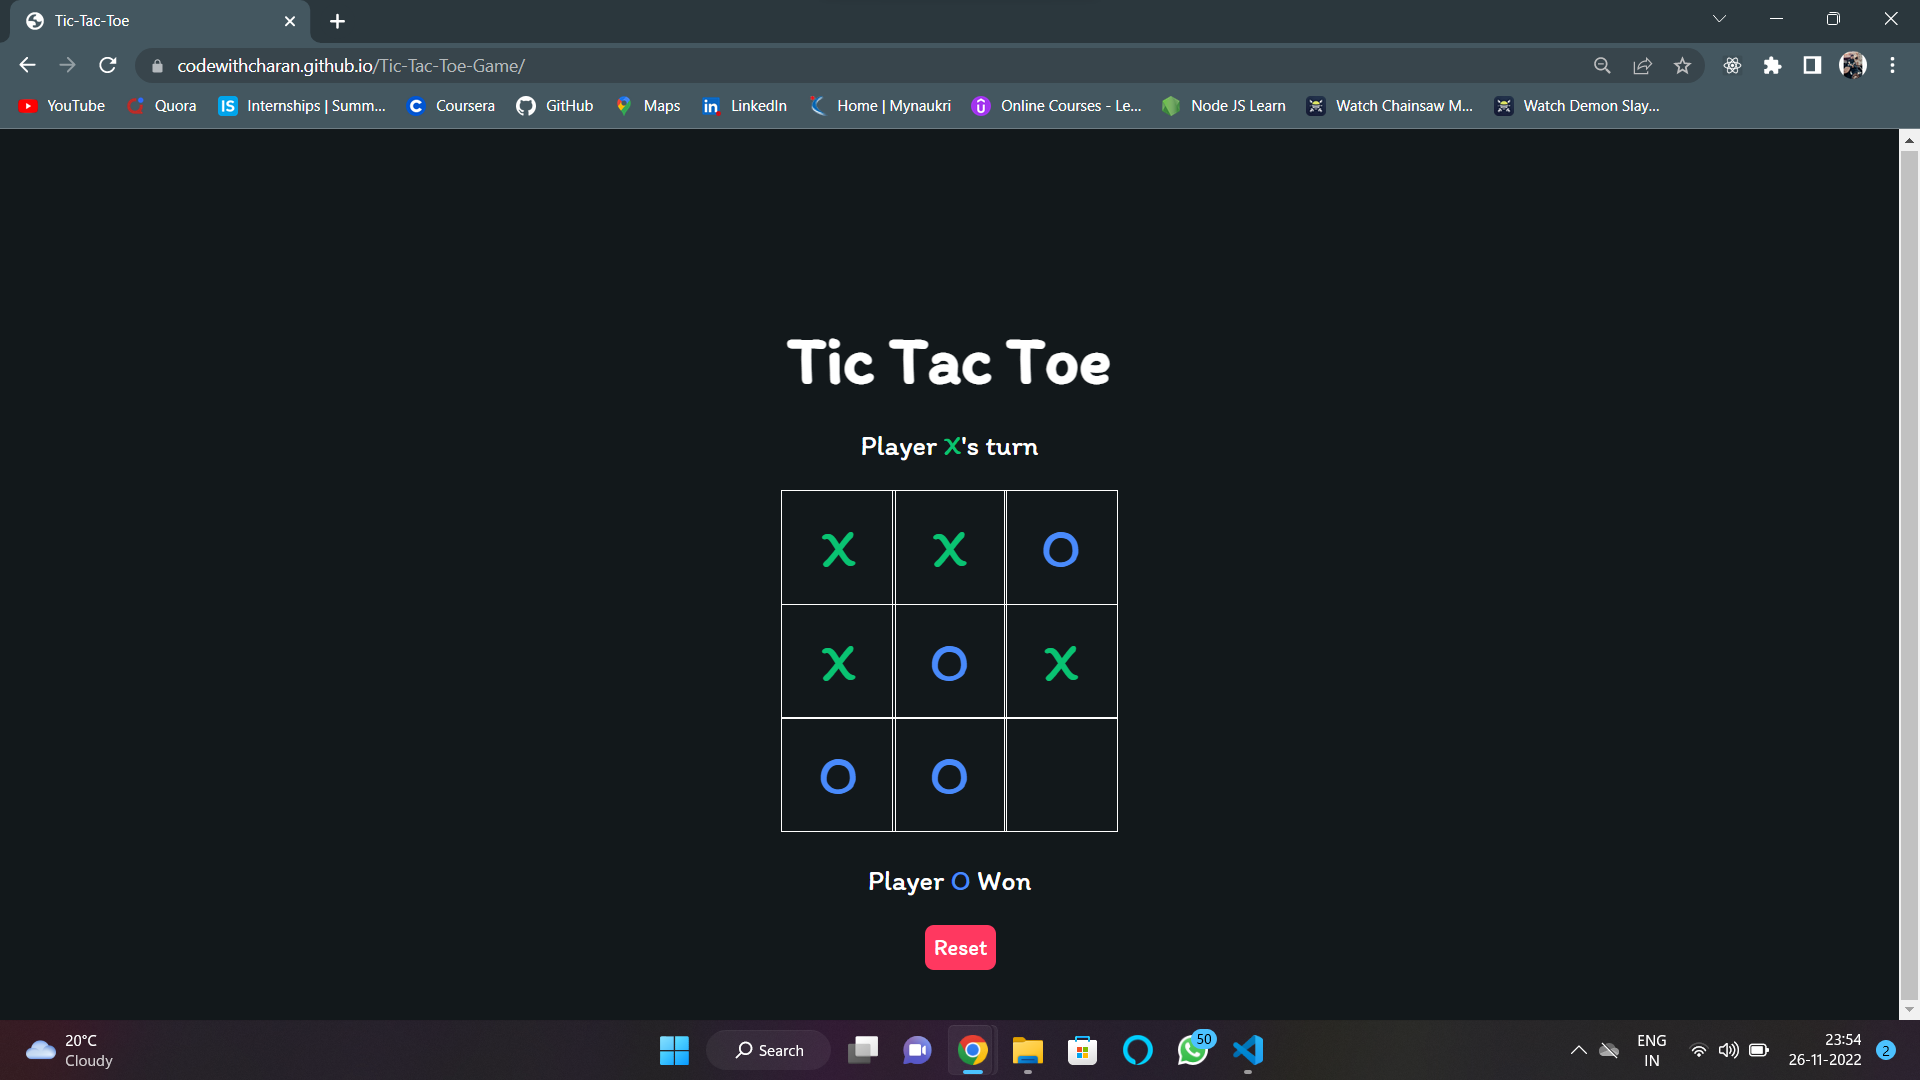 Tic-Tac-Toe
codewithcharan.github.io/Tic-Tac-Toe-Game/
YouTube Quora IS Internships | Summ... C Coursera GitHub Maps in LinkedIn Home | Mynaukri Online Courses - Le... Node JS Learn Watch Chainsaw M... Watch Demon Slay...
Tic Tac Toe
Player X's turn
X X O
X O X
O O
Player O Won
Reset
20°C
Cloudy
Search
50
ENG
IN
23:54
26-11-2022
2